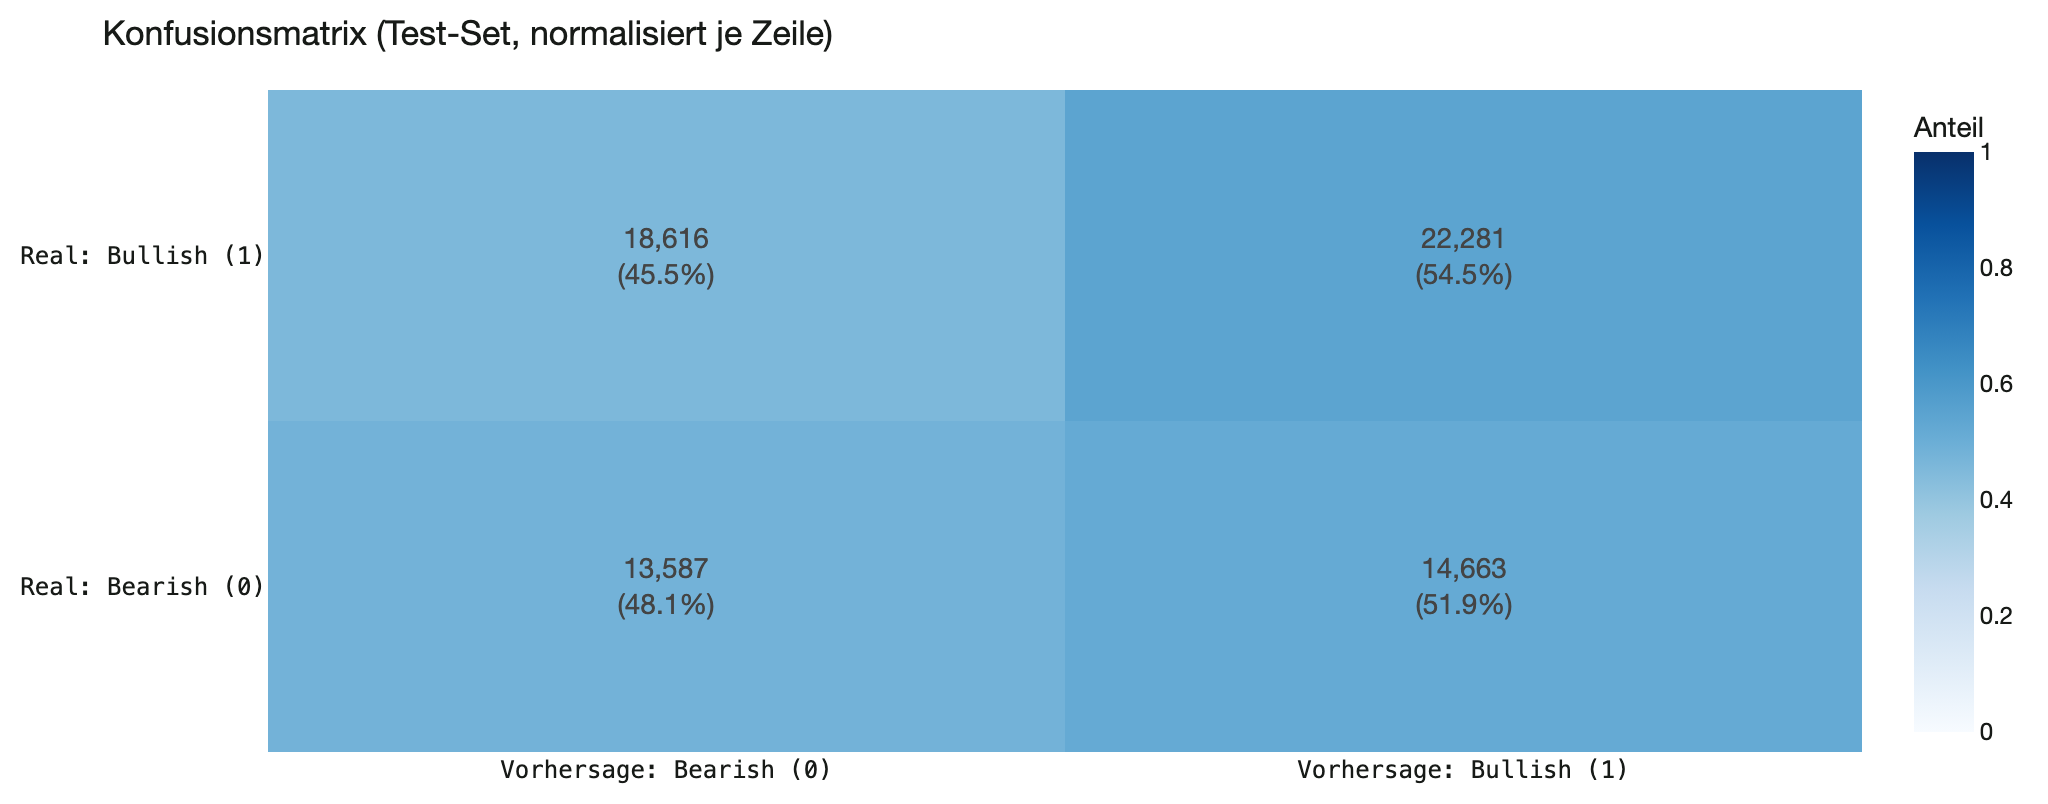 Konfusionsmatrix (Test-Set, normalisiert je Zeile)
Real: Bullish (1)
18,616
(45.5%)
22,281
(54.5%)
Real: Bearish (0)
13,587
(48.1%)
14,663
(51.9%)
Vorhersage: Bearish (0)
Vorhersage: Bullish (1)
Anteil
1
0.8
0.6
0.4
0.2
0